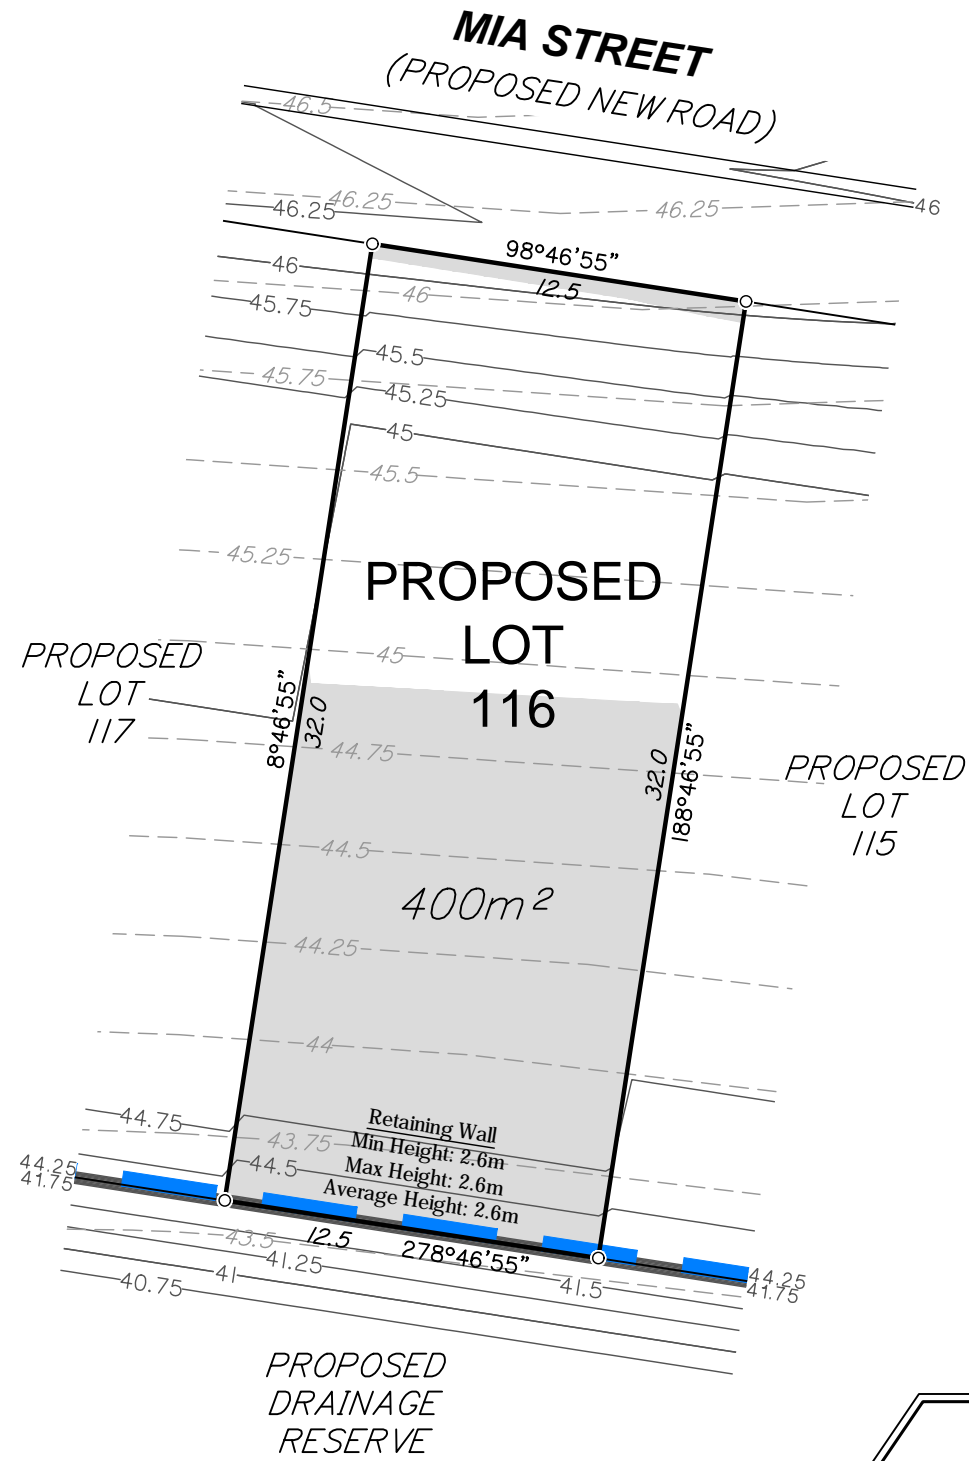 MIA STREET
(PROPOSED NEW ROAD)
46.5
46.25
46.25
46.25
46
98°46'55"
12.5
46
46
45.75
45.5
45.75
45.25
45
45.5
45.25
PROPOSED
LOT
116
45
PROPOSED
LOT
117
8°46'55"
32.0
44.75
32.0
188°46'55"
PROPOSED
LOT
115
44.5
400m²
44.25
44
44.75
43.75
44.5
Retaining Wall
Min Height: 2.6m
Max Height: 2.6m
Average Height: 2.6m
44.25
41.75
43.5
12.5
278°46'55"
41.25
41
40.75
41.5
44.25
41.75
PROPOSED
DRAINAGE
RESERVE